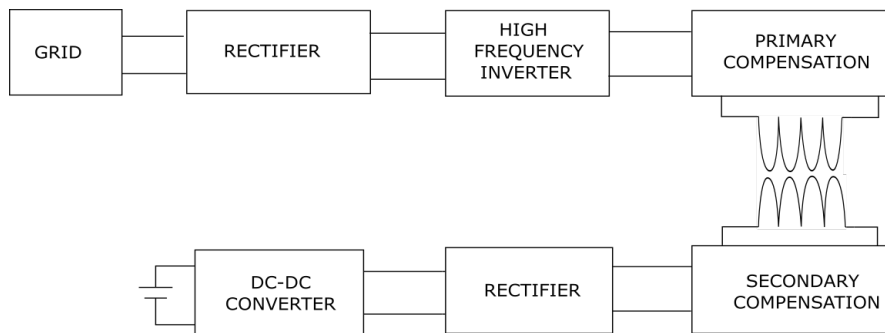 GRID
RECTIFIER
HIGH
FREQUENCY
INVERTER
PRIMARY
COMPENSATION
DC-DC
CONVERTER
RECTIFIER
SECONDARY
COMPENSATION